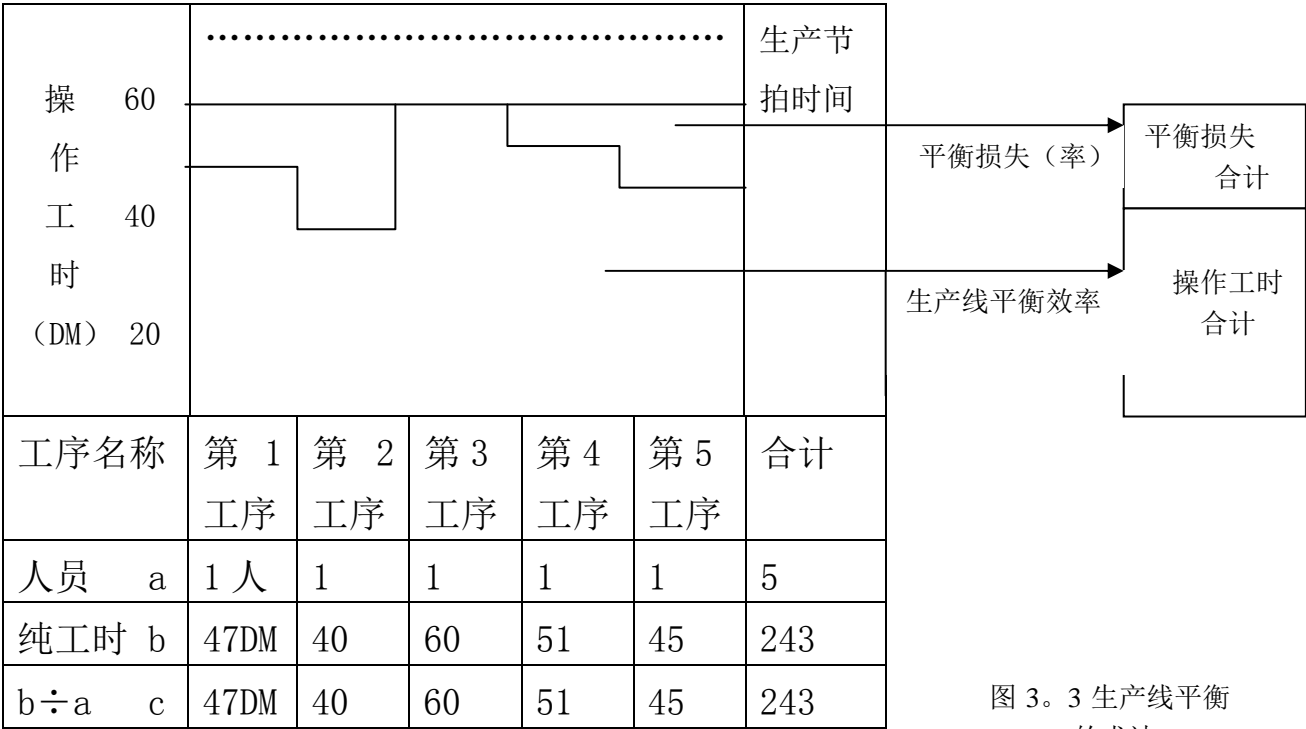 生产节
拍时间
操 60
作
工 40
时
(DM) 20
平衡损失(率)
平衡损失
合计
生产线平衡效率
操作工时
合计
工序名称 第 1 第 2 第 3 第 4 第 5 合计
工序 工序 工序 工序 工序
人员 a 1 人 1 1 1 1 5
纯工时 b 47DM 40 60 51 45 243
b÷a c 47DM 40 60 51 45 243
图 3。3 生产线平衡